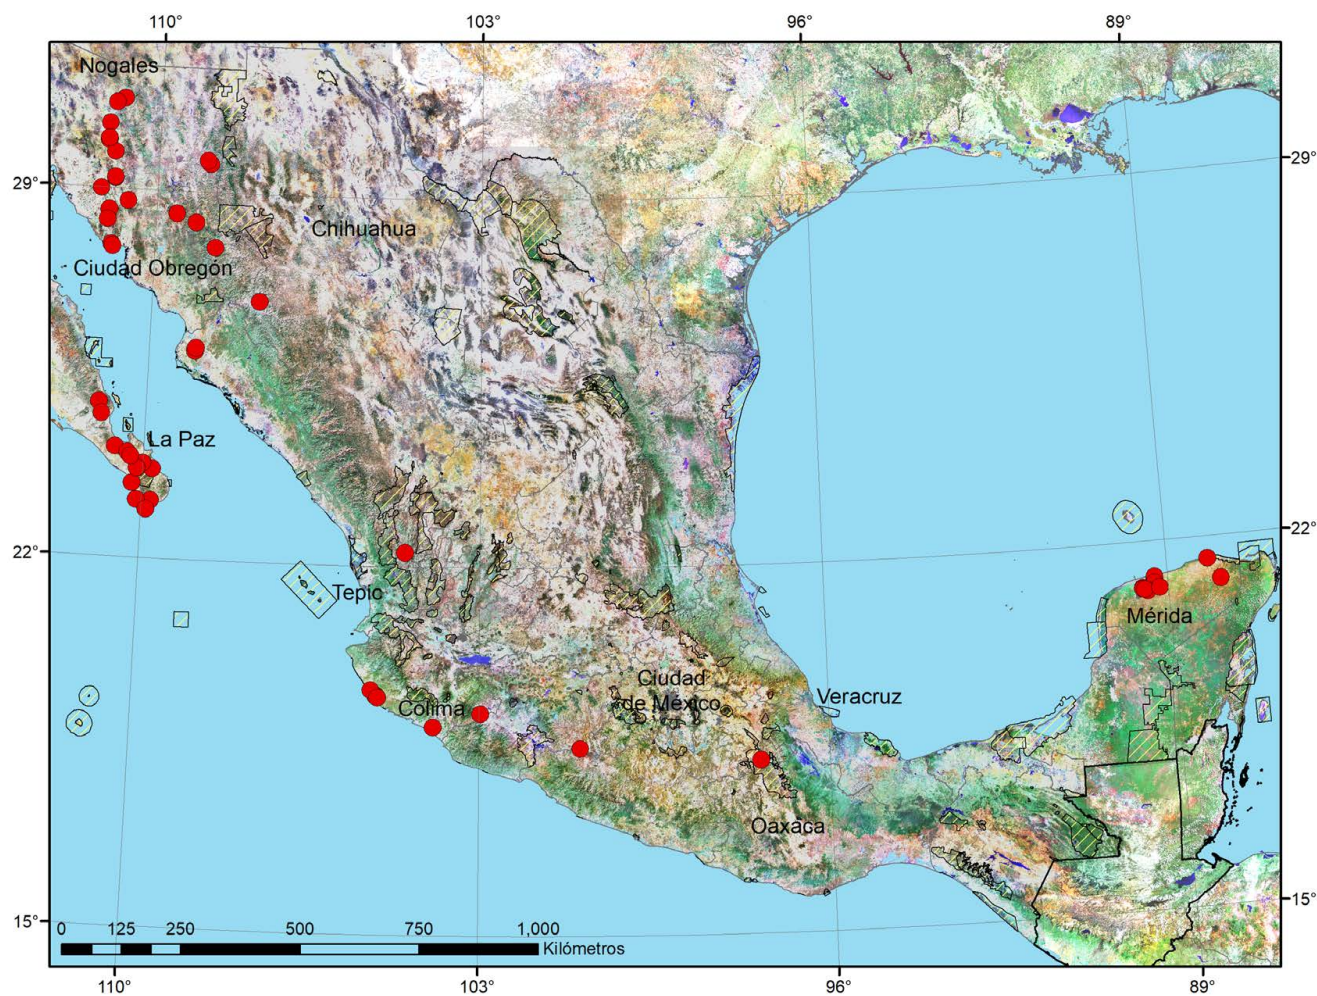 110° 103° 96° 89°
Nogales
29° 29°
Chihuahua
Ciudad Obregón
La Paz
22° 22°
Tepic
Mérida
Ciudad
de México
Veracruz
Colima
Oaxaca
15° 15°
0 125 250 500 750 1,000
Kilómetros
110° 103° 96° 89°